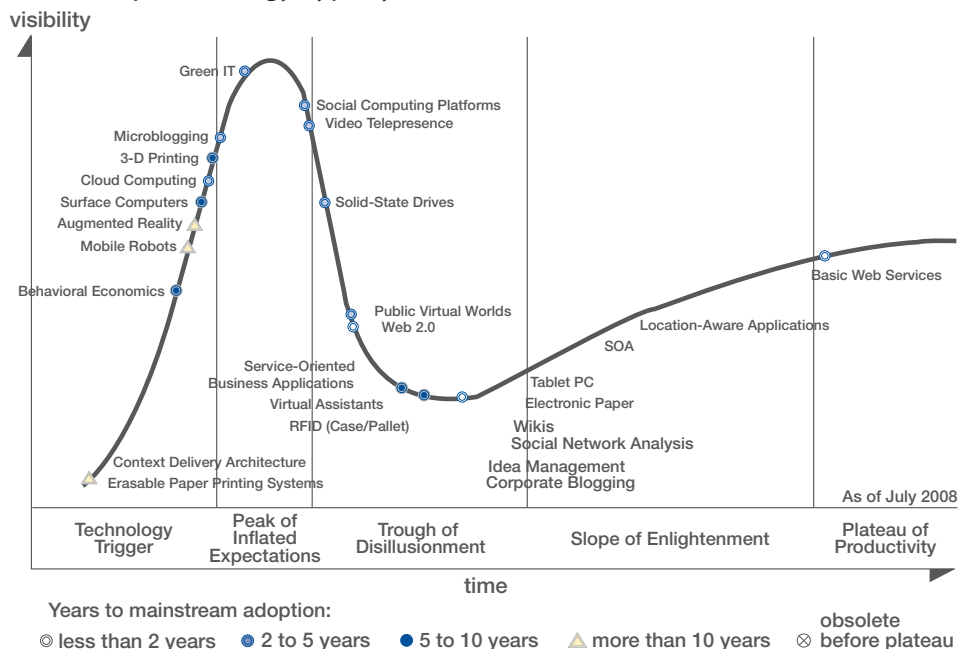 visibility
Green IT
Social Computing Platforms
Video Telepresence
Microblogging
3-D Printing
Cloud Computing
Surface Computers
Solid-State Drives
Augmented Reality
Mobile Robots
Basic Web Services
Behavioral Economics
Public Virtual Worlds
Web 2.0
Location-Aware Applications
SOA
Service-Oriented
Business Applications
Tablet PC
Virtual Assistants
Electronic Paper
RFID (Case/Pallet)
Wikis
Social Network Analysis
Context Delivery Architecture
Idea Management
Erasable Paper Printing Systems
Corporate Blogging
As of July 2008
Technology
Trigger
Peak of
Inflated
Expectations
Trough of
Disillusionment
Slope of Enlightenment
Plateau of
Productivity
time
Years to mainstream adoption:
less than 2 years
2 to 5 years
5 to 10 years
more than 10 years
obsolete
before plateau